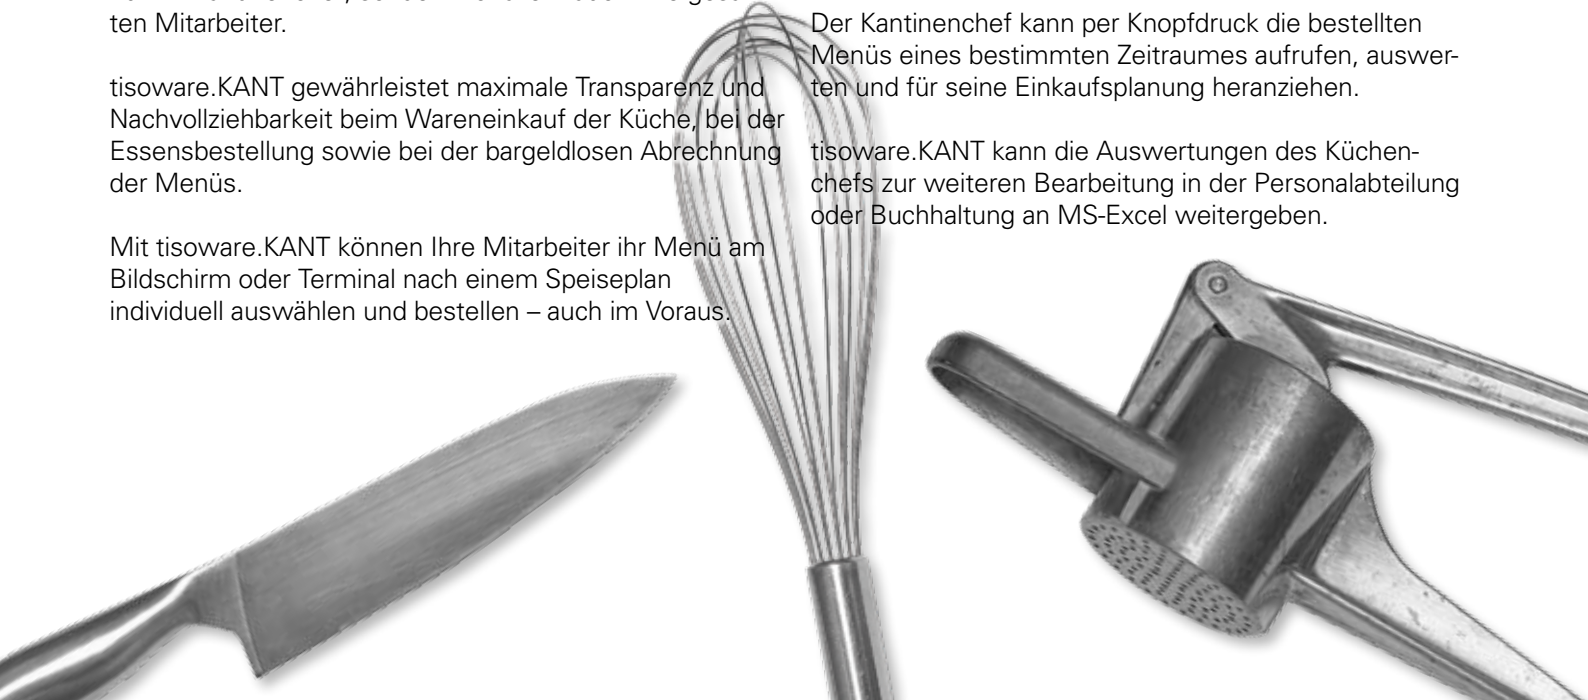 ten Mitarbeiter.
tisoware.KANT gewährleistet maximale Transparenz und
Nachvollziehbarkeit beim Wareneinkauf der Küche, bei der
Essensbestellung sowie bei der bargeldlosen Abrechnung
der Menüs.
Mit tisoware.KANT können Ihre Mitarbeiter ihr Menü am
Bildschirm oder Terminal nach einem Speiseplan
individuell auswählen und bestellen – auch im Voraus.
Der Kantinenchef kann per Knopfdruck die bestellten
Menüs eines bestimmten Zeitraumes aufrufen, auswer-
ten und für seine Einkaufsplanung heranziehen.
tisoware.KANT kann die Auswertungen des Küchen-
chefs zur weiteren Bearbeitung in der Personalabteilung
oder Buchhaltung an MS-Excel weitergeben.